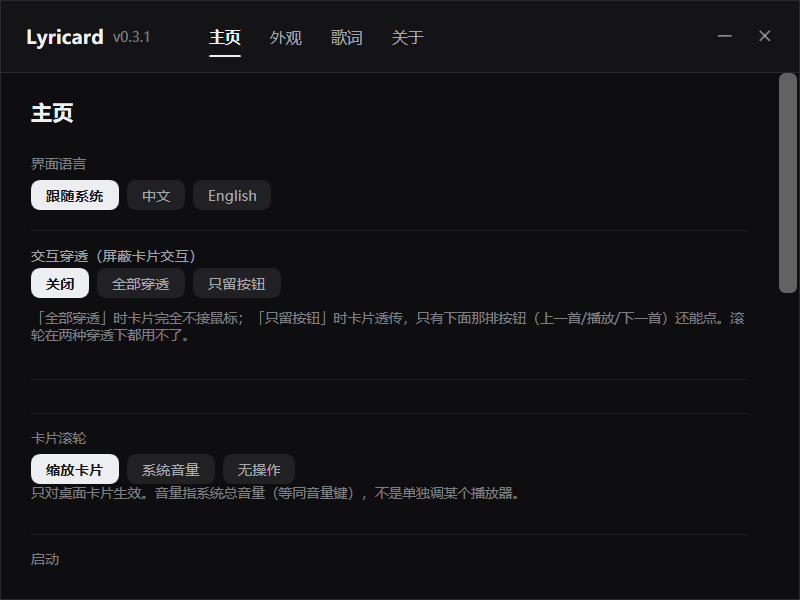 Lyricard v0.3.1 主页 外观 歌词 关于
主页
界面语言
跟随系统 中文 English
交互穿透（屏蔽卡片交互）
关闭 全部穿透 只留按钮
「全部穿透」时卡片完全不接鼠标；「只留按钮」时卡片透传，只有下面那排按钮（上一首/播放/下一首）还能点。滚
轮在两种穿透下都用不了。
卡片滚轮
缩放卡片 系统音量 无操作
只对桌面卡片生效。音量指系统总音量（等同音量键），不是单独调某个播放器。
启动